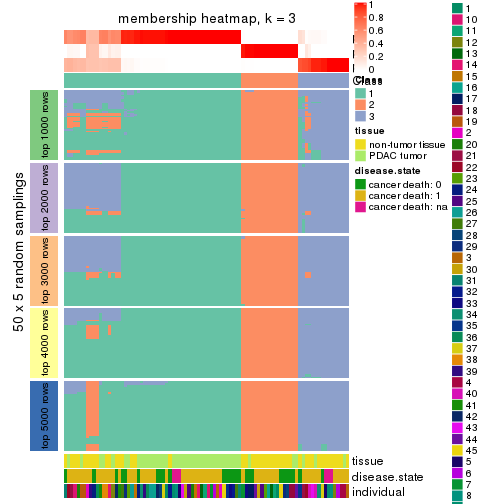 membership heatmap, k = 3
50 x 5 random samplings
top 1000 rows
top 2000 rows
top 3000 rows
top 4000 rows
top 5000 rows
1
0.8
0.6
0.4
0.2
0
Class
1
2
3
tissue
non-tumor tissue
PDAC tumor
disease.state
cancer death: 0
cancer death: 1
cancer death: na
tissue
disease.state
individual
1
10
11
12
13
14
15
16
17
18
19
2
20
21
22
23
24
25
26
27
28
29
3
30
31
32
33
34
35
36
37
38
39
4
40
41
42
43
44
45
5
6
7
8